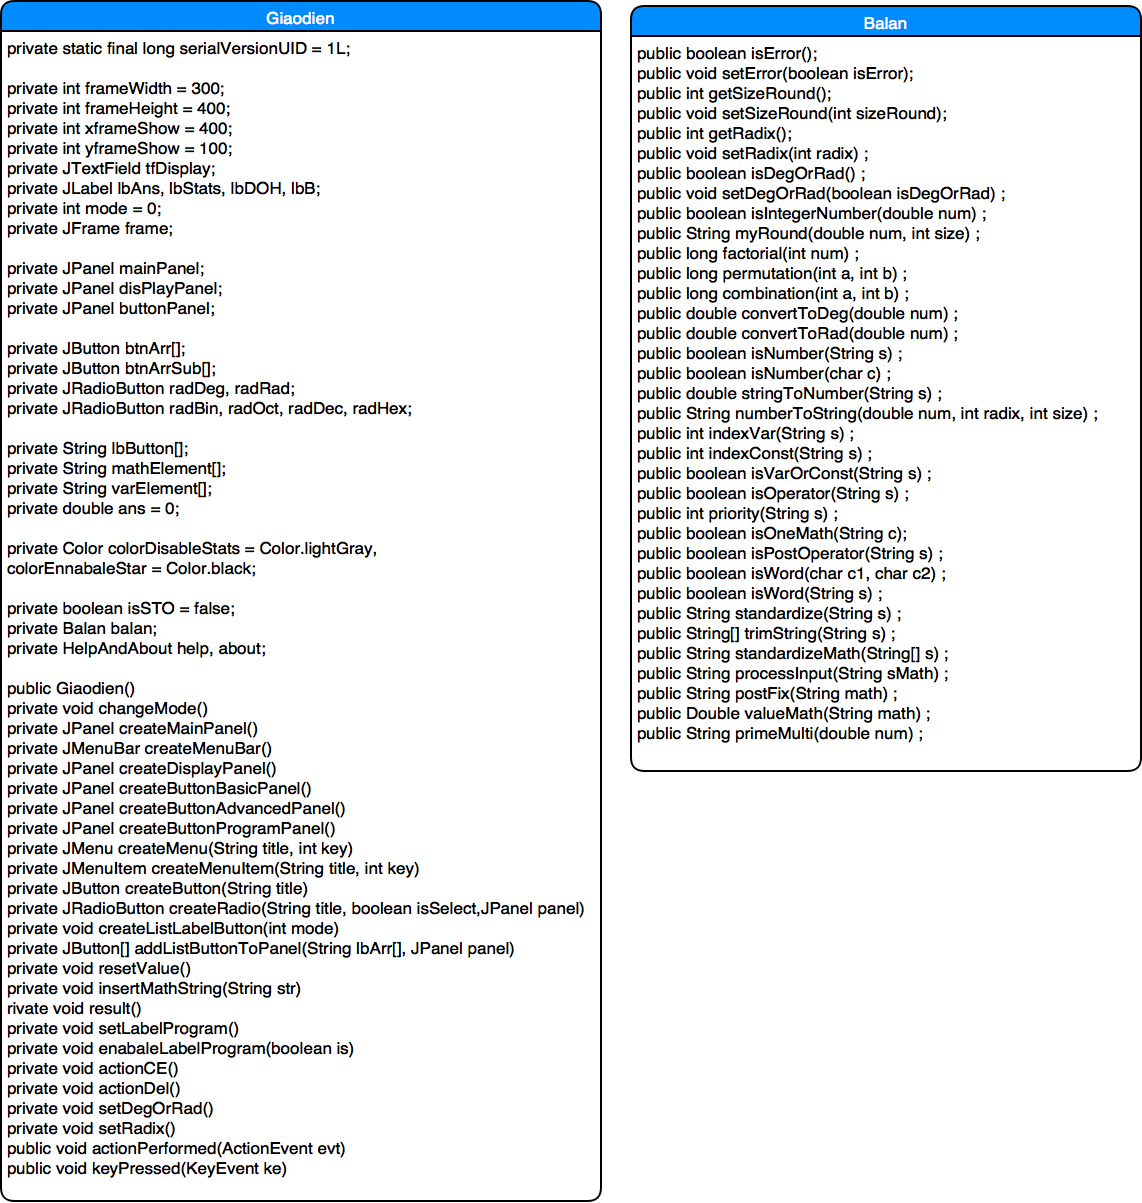 Giaodien
private static final long serialVersionUID = 1L;
private int frameWidth = 300;
private int frameHeight = 400;
private int xframeShow = 400;
private int yframeShow = 100;
private JTextField tfDisplay;
private JLabel lbAns, lbStats, lbDOH, lbB;
private int mode = 0;
private JFrame frame;
private JPanel mainPanel;
private JPanel disPlayPanel;
private JPanel buttonPanel;
private JButton btnArr[];
private JButton btnArrSub[];
private JRadioButton radDeg, radRad;
private JRadioButton radBin, radOct, radDec, radHex;
private String lbButton[];
private String mathElement[];
private String varElement[];
private double ans = 0;
private Color colorDisableStats = Color.lightGray,
colorEnnabaleStar = Color.black;
private boolean isSTO = false;
private Balan balan;
private HelpAndAbout help, about;
public Giaodien()
private void changeMode()
private JPanel createMainPanel()
private JMenuBar createMenuBar()
private JPanel createDisplayPanel()
private JPanel createButtonBasicPanel()
private JPanel createButtonAdvancedPanel()
private JPanel createButtonProgramPanel()
private JMenu createMenu(String title, int key)
private JMenuItem createMenuItem(String title, int key)
private JButton createButton(String title)
private JRadioButton createRadio(String title, boolean isSelect,JPanel panel)
private void createListLabelButton(int mode)
private JButton[] addListButtonToPanel(String lbArr[], JPanel panel)
private void resetValue()
private void insertMathString(String str)
rivate void result()
private void setLabelProgram()
private void enabaleLabelProgram(boolean is)
private void actionCE()
private void actionDel()
private void setDegOrRad()
private void setRadix()
public void actionPerformed(ActionEvent evt)
public void keyPressed(KeyEvent ke)
Balan
public boolean isError();
public void setError(boolean isError);
public int getSizeRound();
public void setSizeRound(int sizeRound);
public int getRadix();
public void setRadix(int radix) ;
public boolean isDegOrRad() ;
public void setDegOrRad(boolean isDegOrRad) ;
public boolean isIntegerNumber(double num) ;
public String myRound(double num, int size) ;
public long factorial(int num) ;
public long permutation(int a, int b) ;
public long combination(int a, int b) ;
public double convertToDeg(double num) ;
public double convertToRad(double num) ;
public boolean isNumber(String s) ;
public boolean isNumber(char c) ;
public double stringToNumber(String s) ;
public String numberToString(double num, int radix, int size) ;
public int indexVar(String s) ;
public int indexConst(String s) ;
public boolean isVarOrConst(String s) ;
public boolean isOperator(String s) ;
public int priority(String s) ;
public boolean isOneMath(String c);
public boolean isPostOperator(String s) ;
public boolean isWord(char c1, char c2) ;
public boolean isWord(String s) ;
public String standardize(String s) ;
public String[] trimString(String s) ;
public String standardizeMath(String[] s) ;
public String processInput(String sMath) ;
public String postFix(String math) ;
public Double valueMath(String math) ;
public String primeMulti(double num) ;